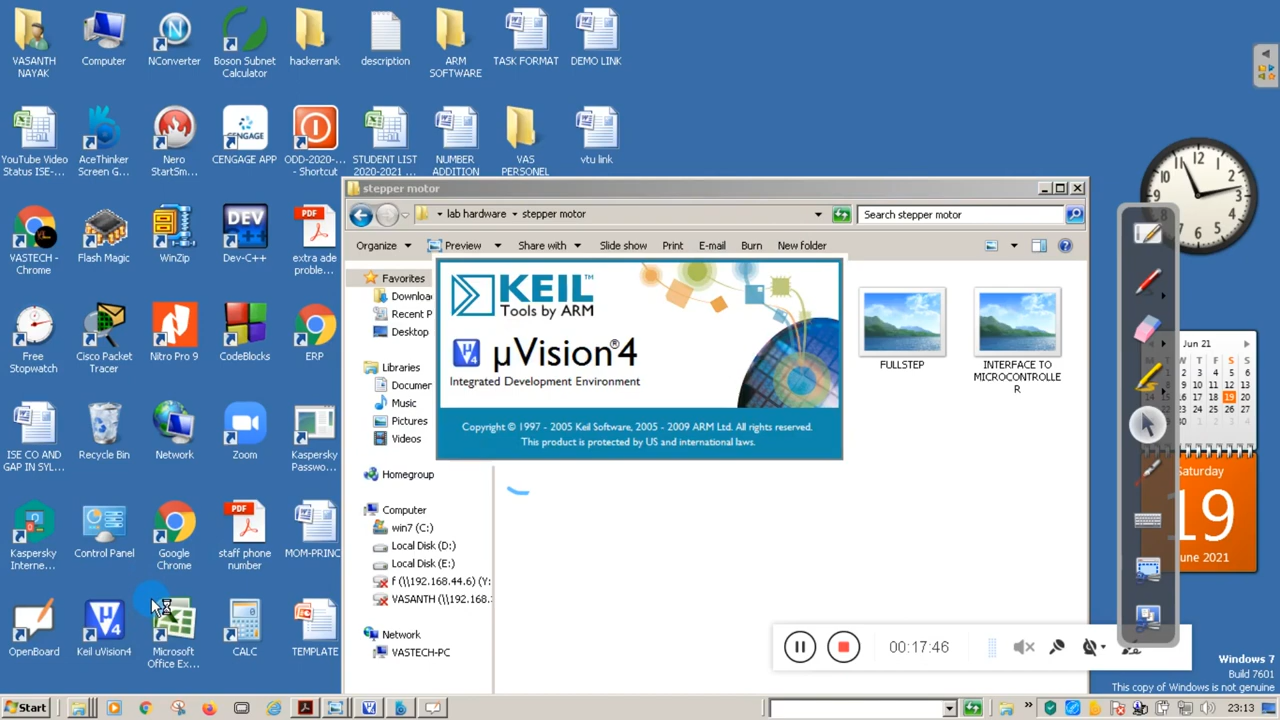 VASANTH
NAYAK
Computer
NConverter
Boson Subnet
Calculator
hackerrank
description
ARM
SOFTWARE
TASK FORMAT
DEMO LINK
YouTube Video
Status ISE-...
AceThinker
Screen G...
Nero
StartSm...
CENGAGE
CENGAGE APP
ODD-2020-...
- Shortcut
STUDENT LIST
2020-2021 ...
NUMBER
ADDITION
VAS
PERSONEL
vtu link
VASTECH -
Chrome
Flash Magic
WinZip
DEV
Dev-C++
PDF
extra ade
proble...
Free
Stopwatch
Cisco Packet
Tracer
Nitro Pro 9
CodeBlocks
ERP
ISE CO AND
GAP IN SYL...
Recycle Bin
Network
Zoom
Kaspersky
Passwo...
Kaspersky
Interne...
Control Panel
Google
Chrome
PDF
staff phone
number
MOM-PRINC
OpenBoard
Keil uVision4
Microsoft
Office Ex...
CALC
TEMPLATE
stepper motor
lab hardware
stepper motor
Search stepper motor
Organize
Preview
Share with
Slide show
Print
E-mail
Burn
New folder
Favorites
Downloa
Recent P
Desktop
Libraries
Documen
Music
Pictures
Videos
Homegroup
Computer
win7 (C:)
Local Disk (D:)
Local Disk (E:)
f (\\192.168.44.6) (Y:
VASANTH (\\192.168.
Network
VASTECH-PC
KEIL™
Tools by ARM
µVision®4
Integrated Development Environment
Copyright © 1997 - 2005 Keil Software, 2005 - 2009 ARM Ltd. All rights reserved.
This product is protected by US and international laws.
FULLSTEP
INTERFACE TO
MICROCONTROLLE
R
00:17:46
Jun 21
Saturday
19
June 2021
Windows 7
Build 7601
This copy of Windows is not genuine
Start
23:13